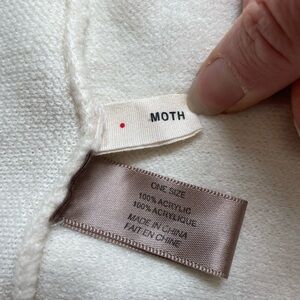 MOTH
ONE SIZE
100% ACRYLIC
100% ACRYLIQUE
MADE IN CHINA
FAIT EN CHINE